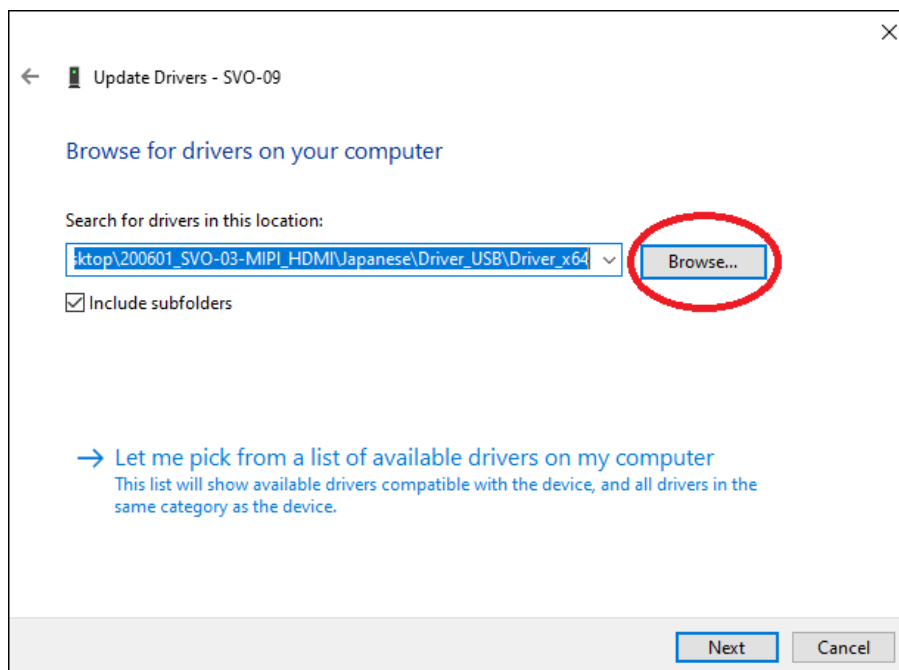 Update Drivers - SVO-09
Browse for drivers on your computer
Search for drivers in this location:
sktop\200601_SVO-03-MIPI_HDMI\Japanese\Driver_USB\Driver_x64
Browse...
Include subfolders
Let me pick from a list of available drivers on my computer
This list will show available drivers compatible with the device, and all drivers in the
same category as the device.
Next
Cancel